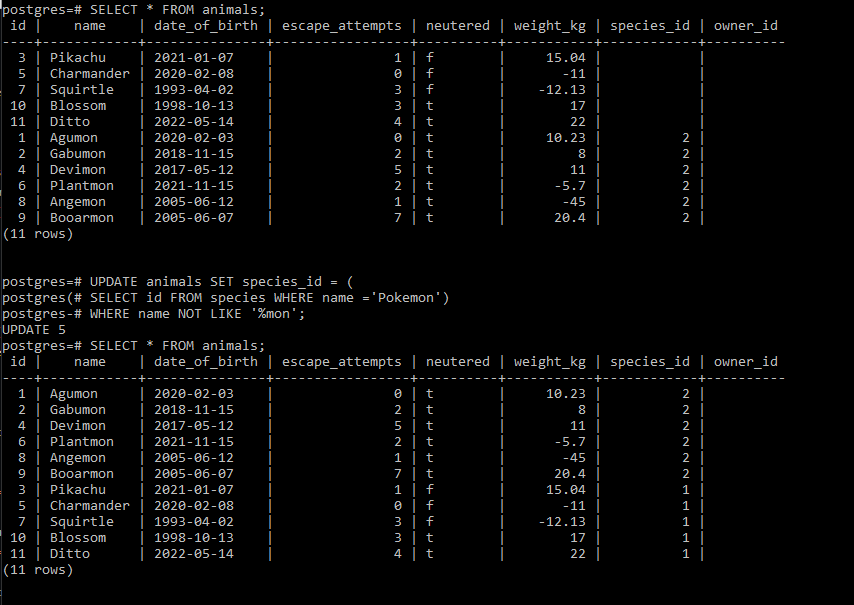 postgres=# SELECT * FROM animals;
 id |    name    | date_of_birth | escape_attempts | neutered | weight_kg | species_id | owner_id
----+------------+---------------+-----------------+----------+-----------+------------+----------
  3 | Pikachu    | 2021-01-07    |               1 | f        |     15.04 |            |
  5 | Charmander | 2020-02-08    |               0 | f        |       -11 |            |
  7 | Squirtle   | 1993-04-02    |               3 | f        |    -12.13 |            |
 10 | Blossom    | 1998-10-13    |               3 | t        |        17 |            |
 11 | Ditto      | 2022-05-14    |               4 | t        |        22 |            |
  1 | Agumon     | 2020-02-03    |               0 | t        |     10.23 |          2 |
  2 | Gabumon    | 2018-11-15    |               2 | t        |         8 |          2 |
  4 | Devimon    | 2017-05-12    |               5 | t        |        11 |          2 |
  6 | Plantmon   | 2021-11-15    |               2 | t        |      -5.7 |          2 |
  8 | Angemon    | 2005-06-12    |               1 | t        |       -45 |          2 |
  9 | Booarmon   | 2005-06-07    |               7 | t        |      20.4 |          2 |
(11 rows)
postgres=# UPDATE animals SET species_id = (
postgres(# SELECT id FROM species WHERE name ='Pokemon')
postgres-# WHERE name NOT LIKE '%mon';
UPDATE 5
postgres=# SELECT * FROM animals;
 id |    name    | date_of_birth | escape_attempts | neutered | weight_kg | species_id | owner_id
----+------------+---------------+-----------------+----------+-----------+------------+----------
  1 | Agumon     | 2020-02-03    |               0 | t        |     10.23 |          2 |
  2 | Gabumon    | 2018-11-15    |               2 | t        |         8 |          2 |
  4 | Devimon    | 2017-05-12    |               5 | t        |        11 |          2 |
  6 | Plantmon   | 2021-11-15    |               2 | t        |      -5.7 |          2 |
  8 | Angemon    | 2005-06-12    |               1 | t        |       -45 |          2 |
  9 | Booarmon   | 2005-06-07    |               7 | t        |      20.4 |          2 |
  3 | Pikachu    | 2021-01-07    |               1 | f        |     15.04 |          1 |
  5 | Charmander | 2020-02-08    |               0 | f        |       -11 |          1 |
  7 | Squirtle   | 1993-04-02    |               3 | f        |    -12.13 |          1 |
 10 | Blossom    | 1998-10-13    |               3 | t        |        17 |          1 |
 11 | Ditto      | 2022-05-14    |               4 | t        |        22 |          1 |
(11 rows)